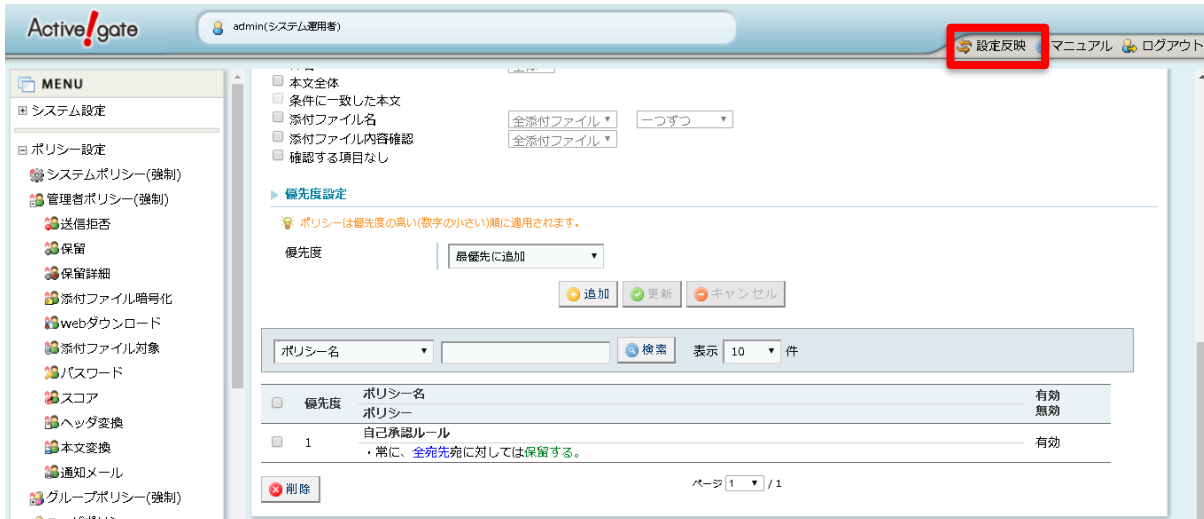 Active! gate
admin(システム運用者)
設定反映 マニュアル ログアウト
MENU
システム設定
ポリシー設定
システムポリシー(強制)
管理者ポリシー(強制)
送信拒否
保留
保留詳細
添付ファイル暗号化
webダウンロード
添付ファイル対象
パスワード
スコア
ヘッダ変換
本文変換
通知メール
グループポリシー(強制)
本文全体
条件に一致した本文
添付ファイル名 全添付ファイル 一つずつ
添付ファイル内容確認 全添付ファイル
確認する項目なし
優先度設定
ポリシーは優先度の高い(数字の小さい)順に適用されます。
優先度 最優先に追加
追加 更新 キャンセル
ポリシー名 検索 表示 10 件
優先度 ポリシー名 有効
ポリシー 無効
1 自己承認ルール 有効
・常に、全宛先宛に対しては保留する。
削除 ページ 1 / 1